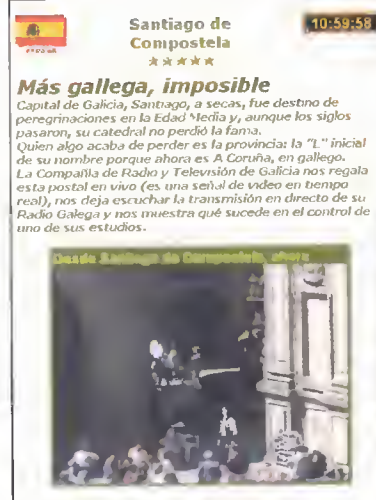 Santiago de
Compostela
10:59:58
Más gallega, imposible
Capital de Galicia, Santiago, a secas, fue destino de
peregrinaciones en la Edad Media y, aunque los siglos
pasaron, su catedral no perdió la fama.
Quien algo acaba de perder es la provincia: la "L" inicial
de su nombre porque ahora es A Coruña, en gallego.
La Compañía de Radio y Televisión de Galicia nos regala
esta postal en vivo (es una señal de video en tiempo
real), nos deja escuchar la transmisión en directo de su
Radio Galega y nos muestra qué sucede en el control de
uno de sus estudios.
Desde Santiago de Compostela, ahora